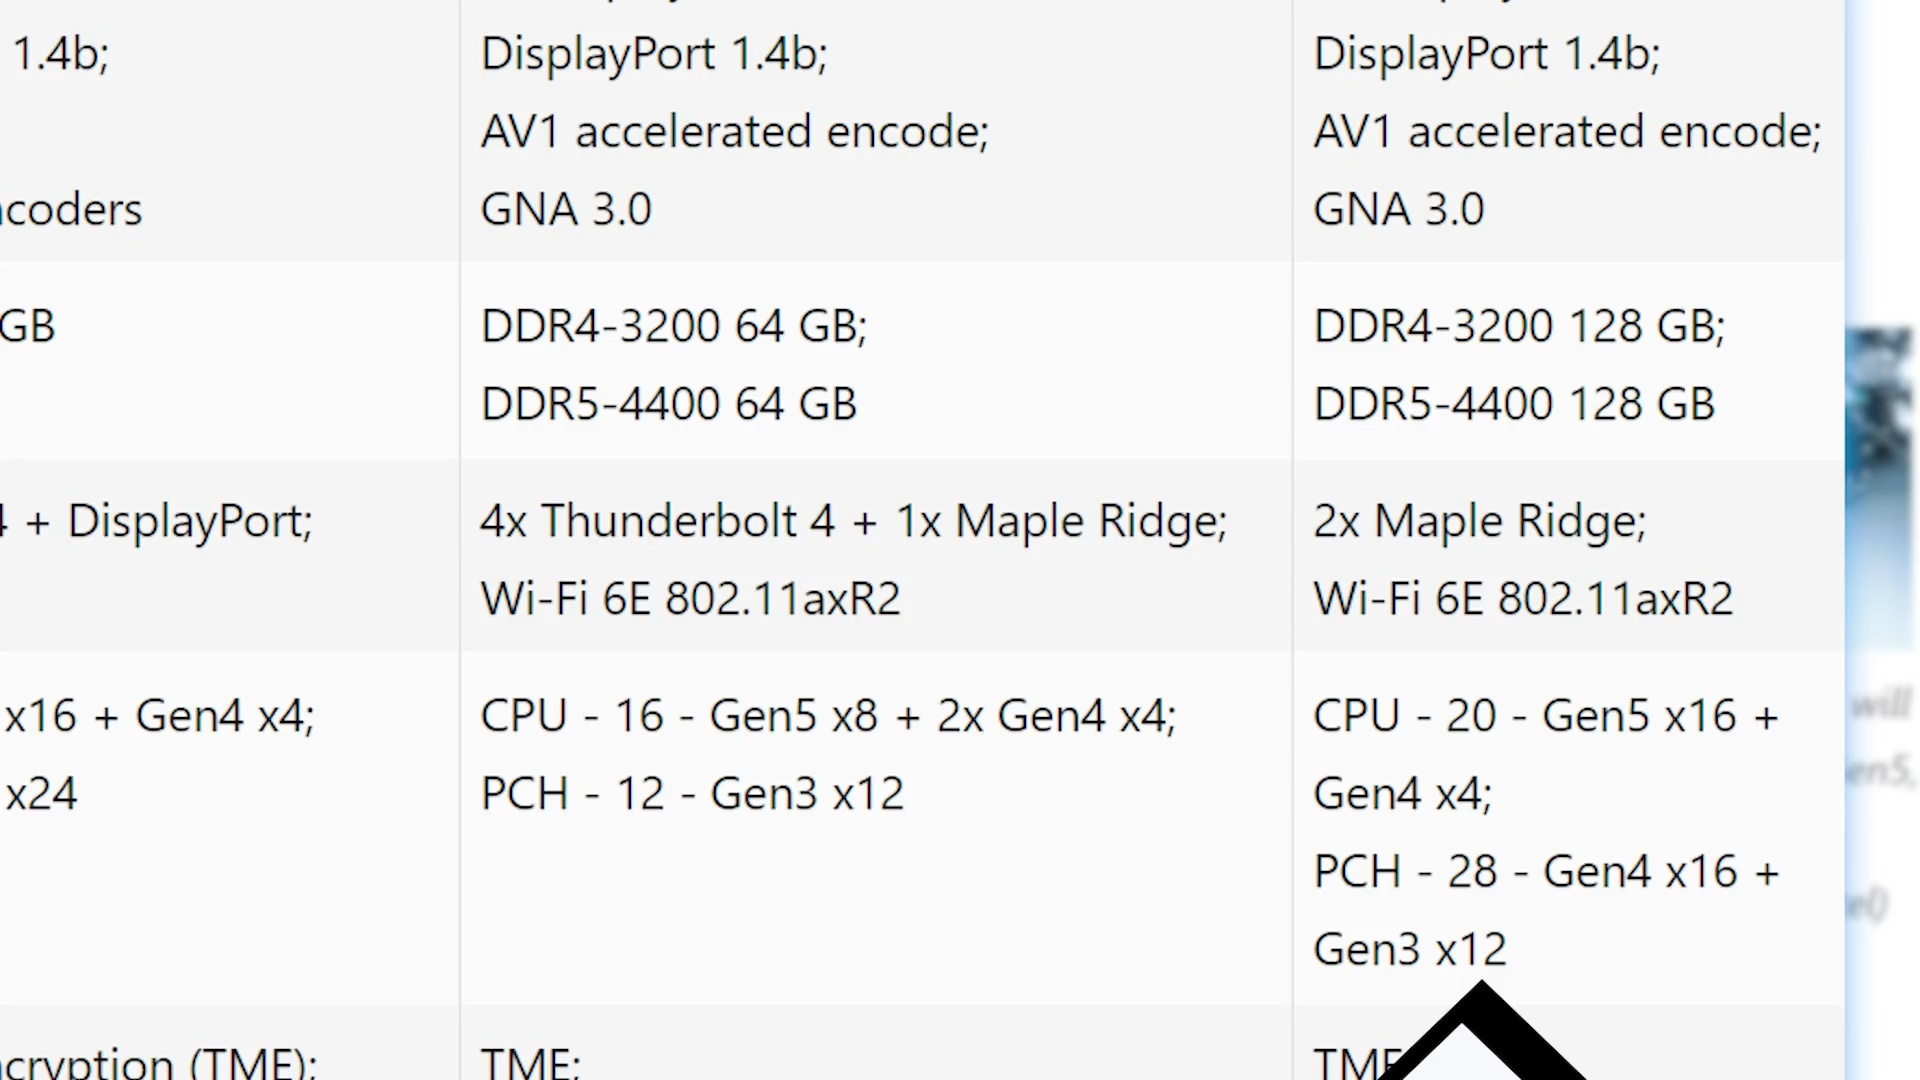 1.4b;
DisplayPort 1.4b;
DisplayPort 1.4b;
AV1 accelerated encode;
AV1 accelerated encode;
GNA 3.0
GNA 3.0
GB
DDR4-3200 64 GB;
DDR4-3200 128 GB;
DDR5-4400 64 GB
DDR5-4400 128 GB
+ DisplayPort;
4x Thunderbolt 4 + 1x Maple Ridge;
2x Maple Ridge;
Wi-Fi 6E 802.11axR2
Wi-Fi 6E 802.11axR2
x16 + Gen4 x4;
CPU - 16 - Gen5 x8 + 2x Gen4 x4;
CPU - 20 - Gen5 x16 +
x24
PCH - 12 - Gen3 x12
Gen4 x4;
PCH - 28 - Gen4 x16 +
Gen3 x12
(TME);
TME;
TME
will